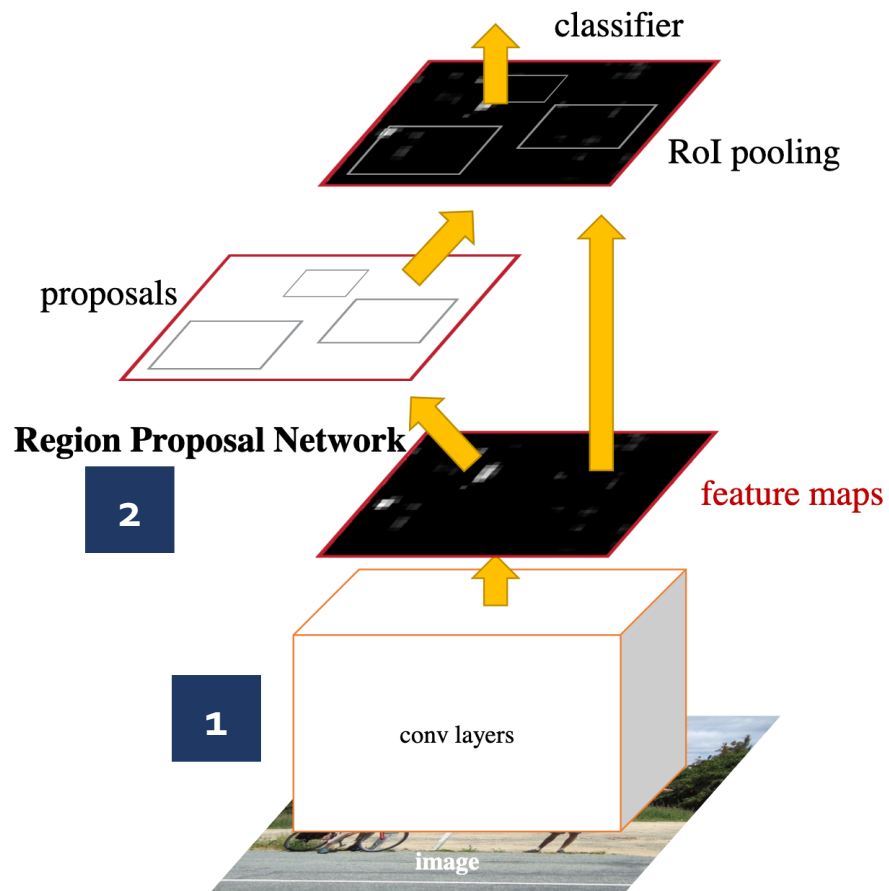 classifier
RoI pooling
proposals
Region Proposal Network
feature maps
2
1
conv layers
image